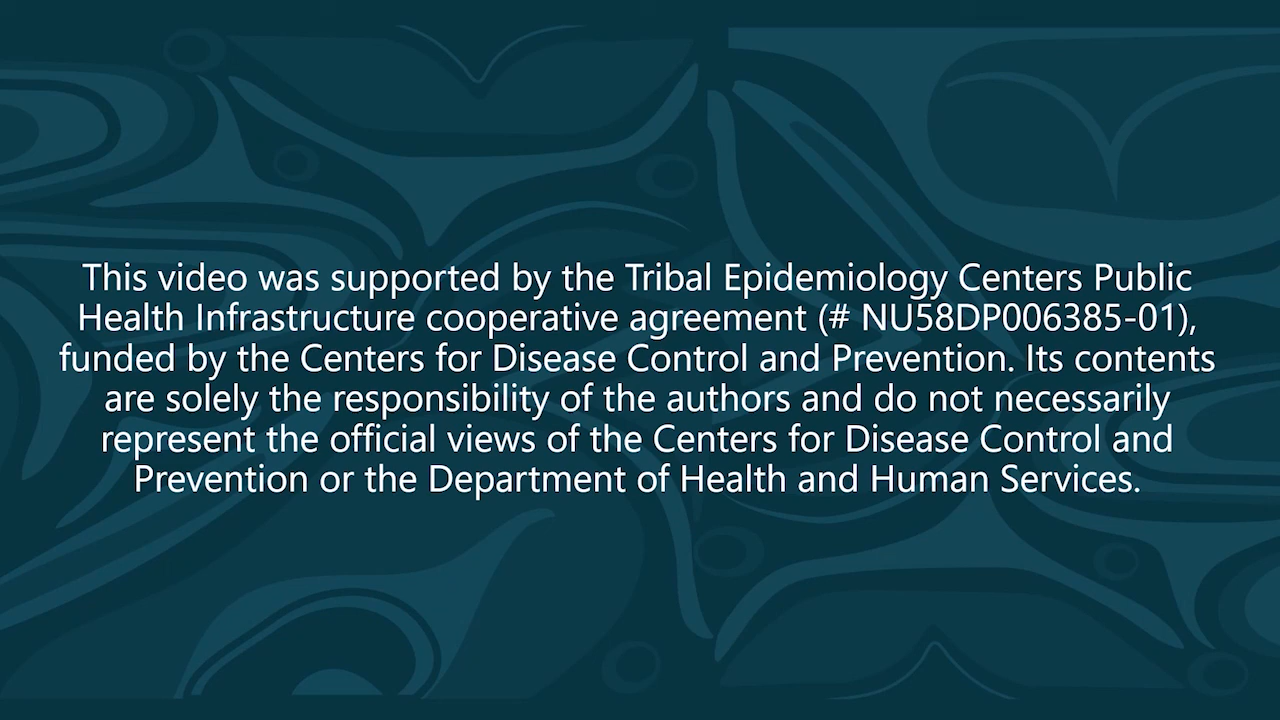 This video was supported by the Tribal Epidemiology Centers Public
Health Infrastructure cooperative agreement (# NU58DP006385-01),
funded by the Centers for Disease Control and Prevention. Its contents
are solely the responsibility of the authors and do not necessarily
represent the official views of the Centers for Disease Control and
Prevention or the Department of Health and Human Services.